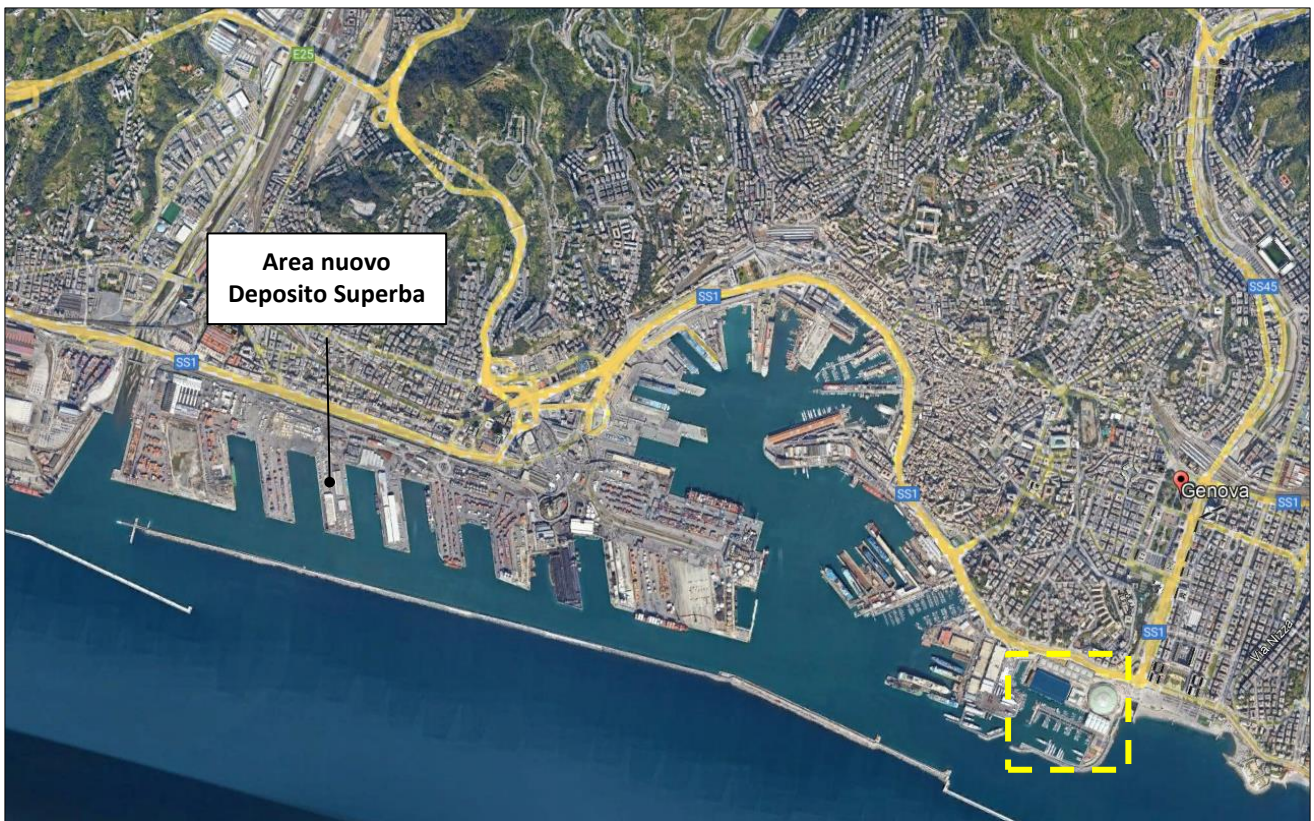 E25
Area nuovo
Deposito Superba
SS45
SS1
SS1
Genova
SS1
SS1
SS1
Via Nizza